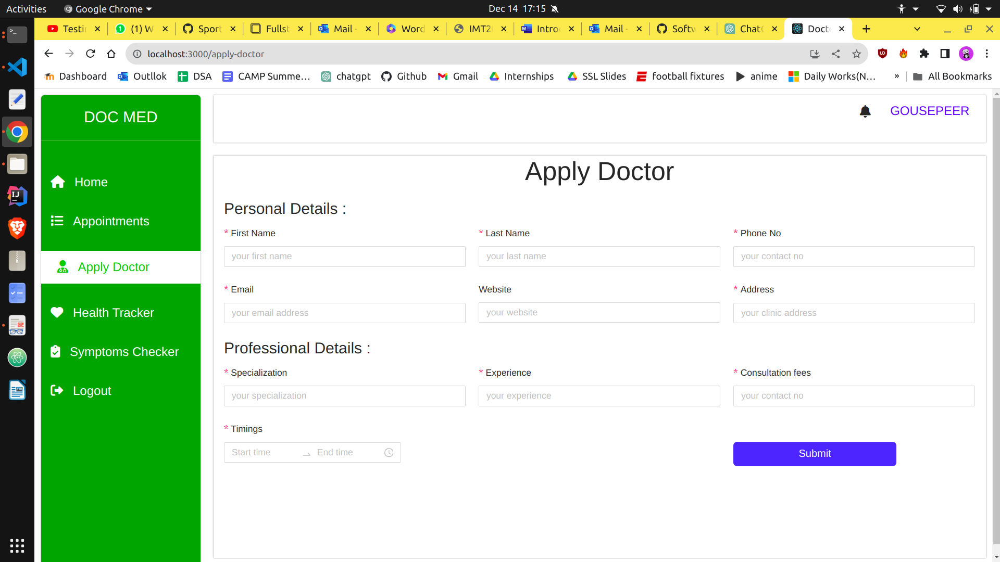 Activities Google Chrome Dec 14 17:15
Testin (1) W Sport Fullst Mail - Word IMT20 Intro Mail - Softw ChatG Docto
localhost:3000/apply-doctor
Dashboard Outllok DSA CAMP Summe... chatgpt Github Gmail Internships SSL Slides football fixtures anime Daily Works(N... » All Bookmarks
DOC MED
GOUSEPEER
Home
Appointments
Apply Doctor
Health Tracker
Symptoms Checker
Logout
Apply Doctor
Personal Details :
* First Name * Last Name * Phone No
your first name your last name your contact no
* Email Website * Address
your email address your website your clinic address
Professional Details :
* Specialization * Experience * Consultation fees
your specialization your experience your contact no
* Timings
Start time End time
Submit